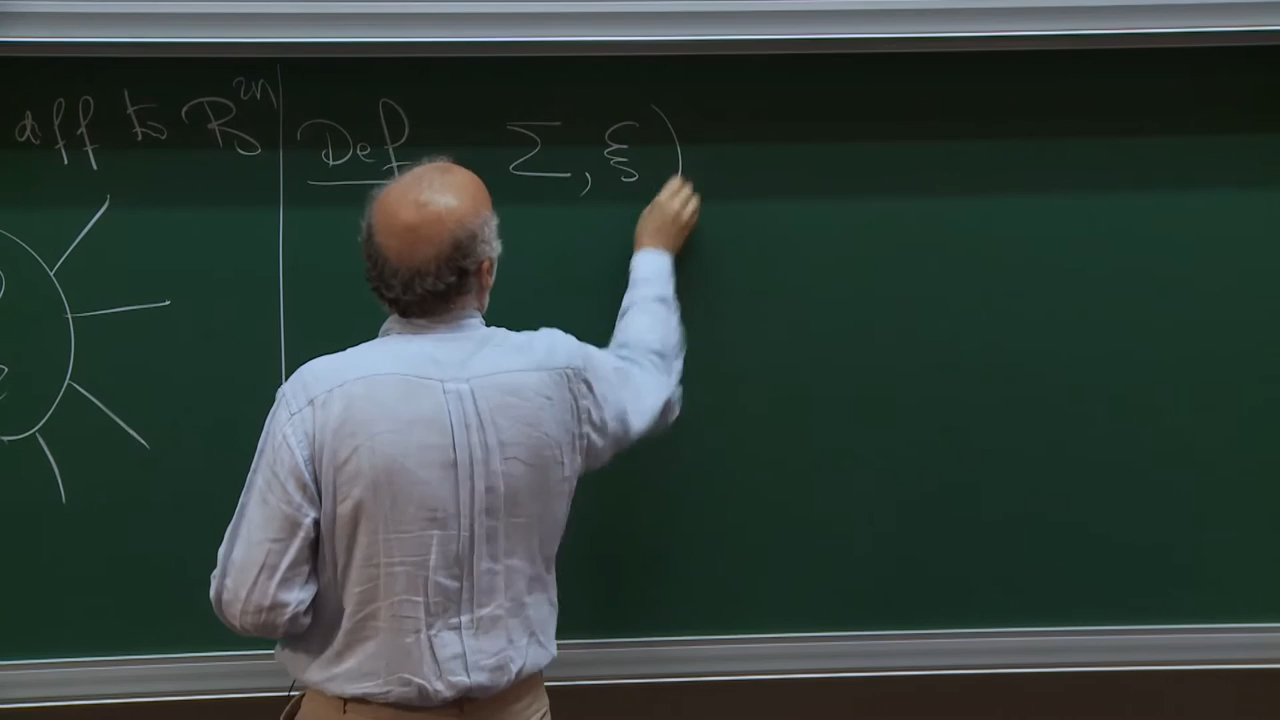 diff to R^2n
Def Σ, ξ )